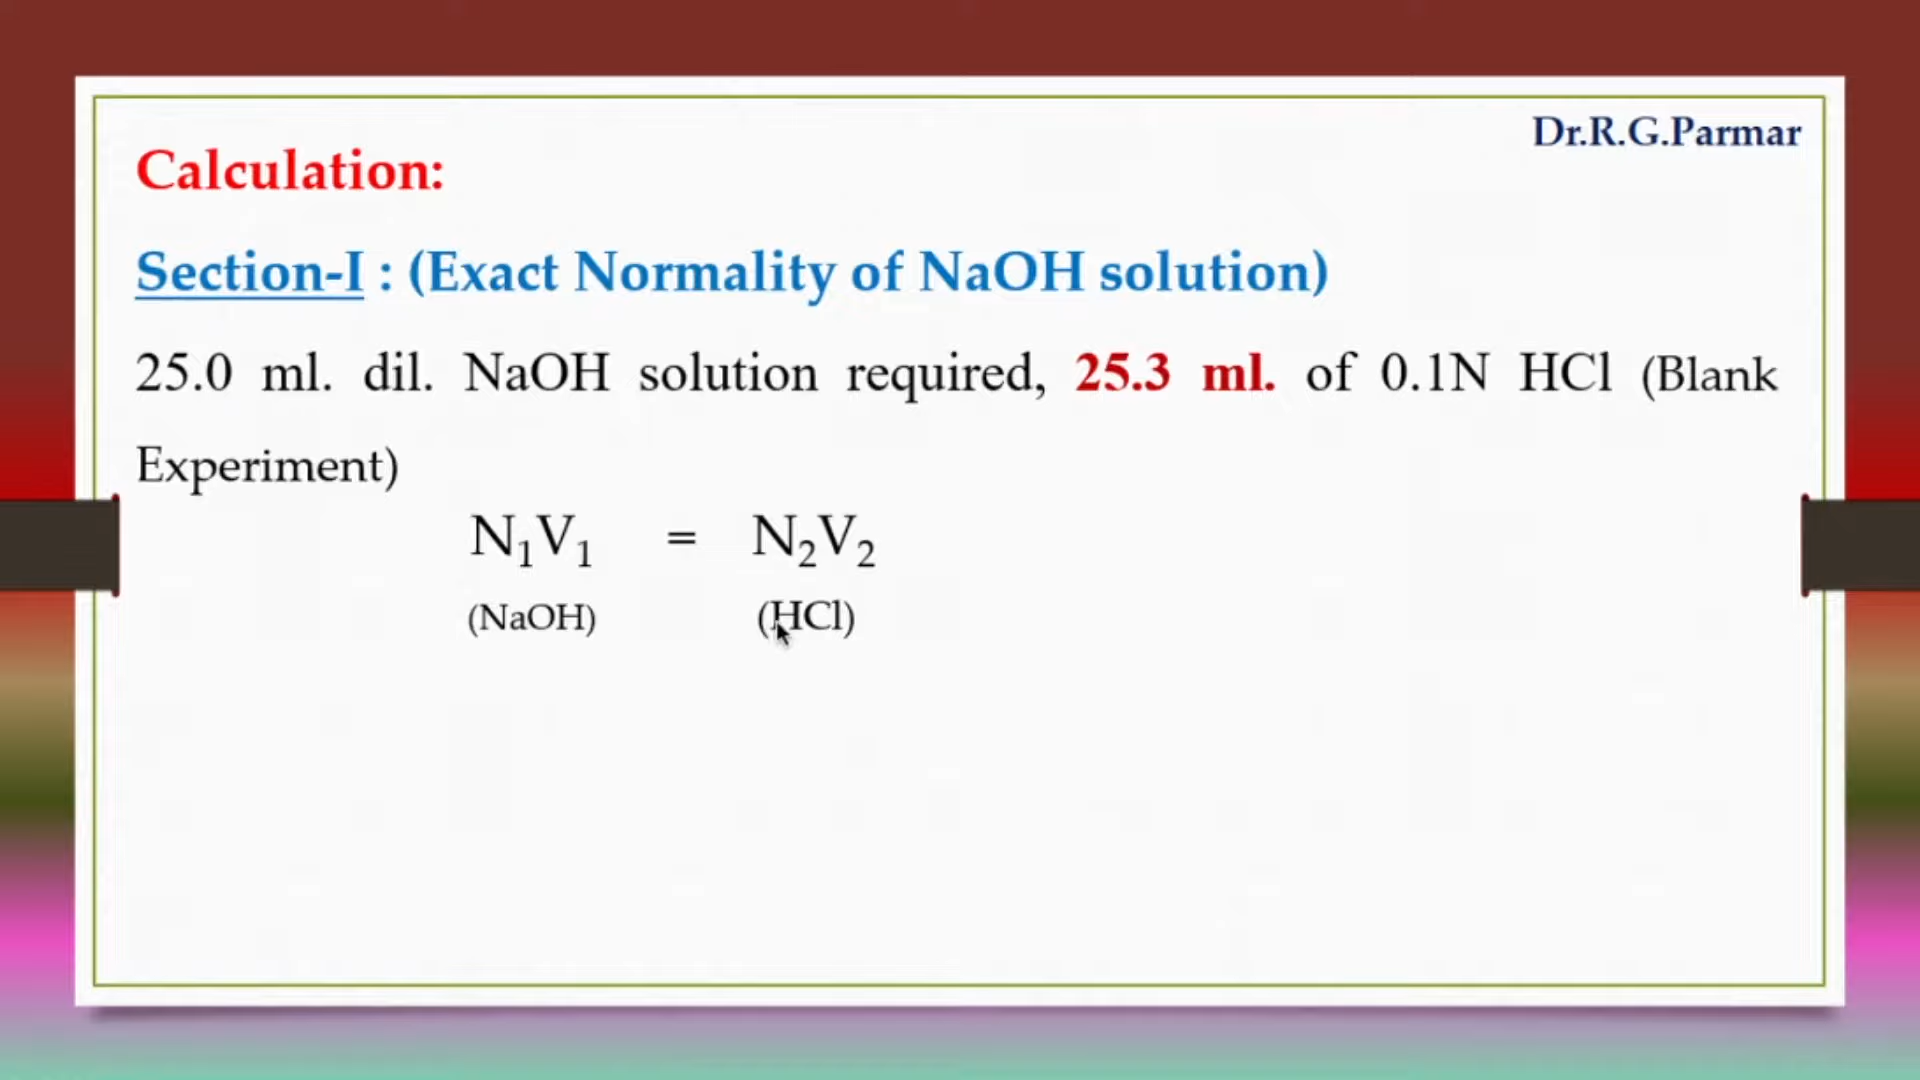 Dr.R.G.Parmar
Calculation:
Section-I : (Exact Normality of NaOH solution)
25.0 ml. dil. NaOH solution required, 25.3 ml. of 0.1N HCl (Blank
Experiment)
N₁V₁ = N₂V₂
(NaOH) (HCl)